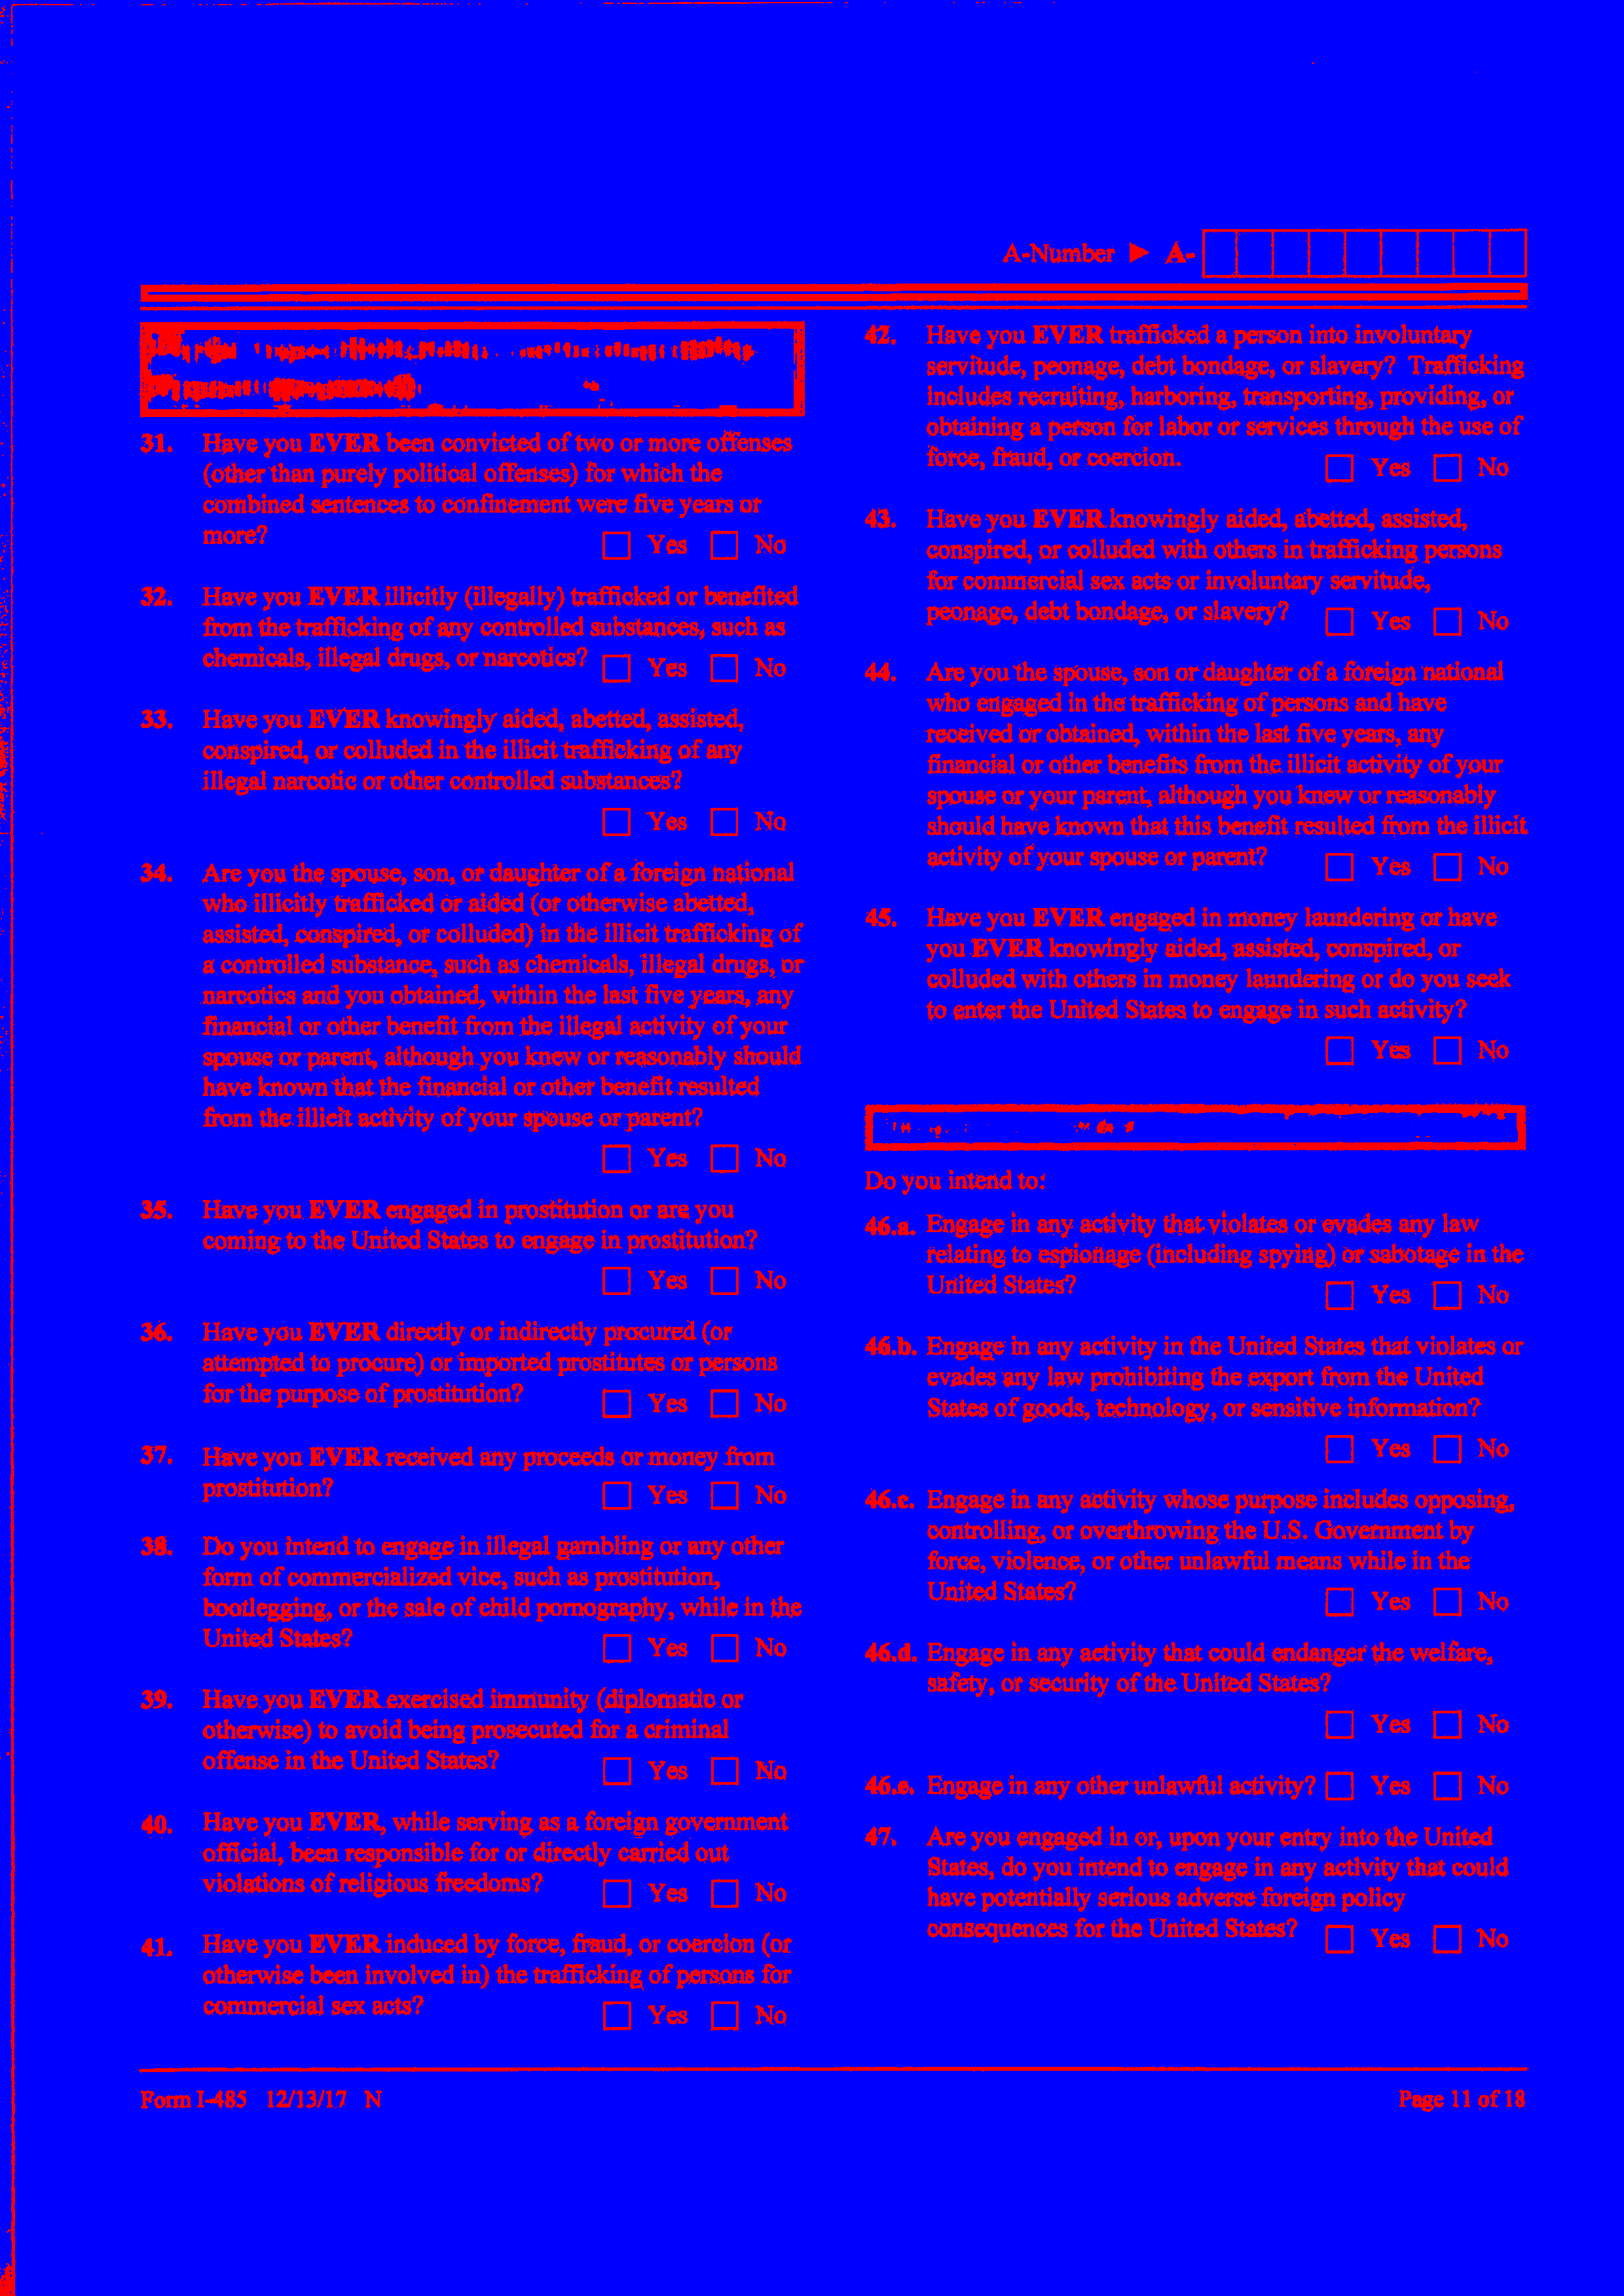 A-Number ► A-
31. Have you EVER been convicted of two or more offenses
(other than purely political offenses) for which the
combined sentences to confinement were five years or
more? Yes No
32. Have you EVER illicitly (illegally) trafficked or benefited
from the trafficking of any controlled substances, such as
chemicals, illegal drugs, or narcotics? Yes No
33. Have you EVER knowingly aided, abetted, assisted,
conspired, or colluded in the illicit trafficking of any
illegal narcotic or other controlled substances?
Yes No
34. Are you the spouse, son, or daughter of a foreign national
who illicitly trafficked or aided (or otherwise abetted,
assisted, conspired, or colluded) in the illicit trafficking of
a controlled substance, such as chemicals, illegal drugs, or
narcotics and you obtained, within the last five years, any
financial or other benefit from the illegal activity of your
spouse or parent, although you knew or reasonably should
have known that the financial or other benefit resulted
from the illicit activity of your spouse or parent?
Yes No
35. Have you EVER engaged in prostitution or are you
coming to the United States to engage in prostitution?
Yes No
36. Have you EVER directly or indirectly procured (or
attempted to procure) or imported prostitutes or persons
for the purpose of prostitution? Yes No
37. Have you EVER received any proceeds or money from
prostitution? Yes No
38. Do you intend to engage in illegal gambling or any other
form of commercialized vice, such as prostitution,
bootlegging, or the sale of child pornography, while in the
United States? Yes No
39. Have you EVER exercised immunity (diplomatic or
otherwise) to avoid being prosecuted for a criminal
offense in the United States? Yes No
40. Have you EVER, while serving as a foreign government
official, been responsible for or directly carried out
violations of religious freedoms? Yes No
41. Have you EVER induced by force, fraud, or coercion (or
otherwise been involved in) the trafficking of persons for
commercial sex acts? Yes No
42. Have you EVER trafficked a person into involuntary
servitude, peonage, debt bondage, or slavery? Trafficking
includes recruiting, harboring, transporting, providing, or
obtaining a person for labor or services through the use of
force, fraud, or coercion. Yes No
43. Have you EVER knowingly aided, abetted, assisted,
conspired, or colluded with others in trafficking persons
for commercial sex acts or involuntary servitude,
peonage, debt bondage, or slavery? Yes No
44. Are you the spouse, son or daughter of a foreign national
who engaged in the trafficking of persons and have
received or obtained, within the last five years, any
financial or other benefits from the illicit activity of your
spouse or your parent, although you knew or reasonably
should have known that this benefit resulted from the illicit
activity of your spouse or parent? Yes No
45. Have you EVER engaged in money laundering or have
you EVER knowingly aided, assisted, conspired, or
colluded with others in money laundering or do you seek
to enter the United States to engage in such activity?
Yes No
Do you intend to:
46.a. Engage in any activity that violates or evades any law
relating to espionage (including spying) or sabotage in the
United States? Yes No
46.b. Engage in any activity in the United States that violates or
evades any law prohibiting the export from the United
States of goods, technology, or sensitive information?
Yes No
46.c. Engage in any activity whose purpose includes opposing,
controlling, or overthrowing the U.S. Government by
force, violence, or other unlawful means while in the
United States? Yes No
46.d. Engage in any activity that could endanger the welfare,
safety, or security of the United States?
Yes No
46.e. Engage in any other unlawful activity? Yes No
47. Are you engaged in or, upon your entry into the United
States, do you intend to engage in any activity that could
have potentially serious adverse foreign policy
consequences for the United States? Yes No
Form I-485 12/13/17 N Page 11 of 18